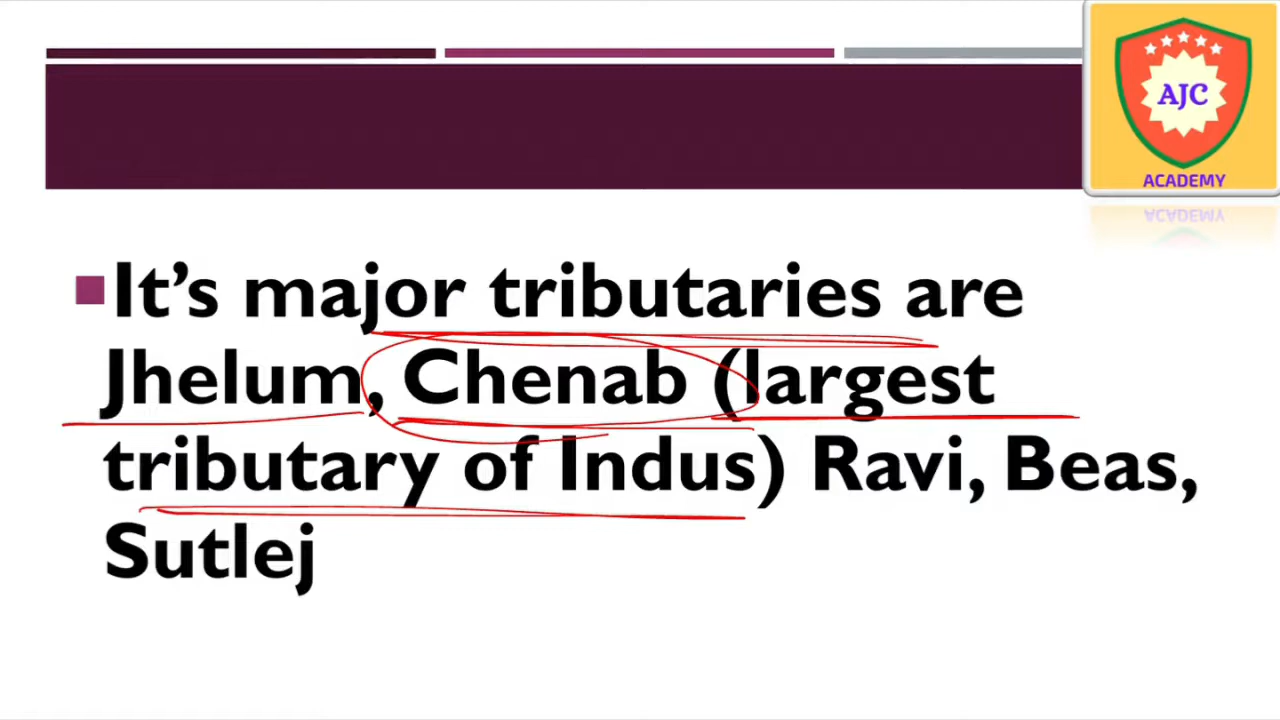 AJC
ACADEMY
It's major tributaries are
Jhelum, Chenab (largest
tributary of Indus) Ravi, Beas,
Sutlej